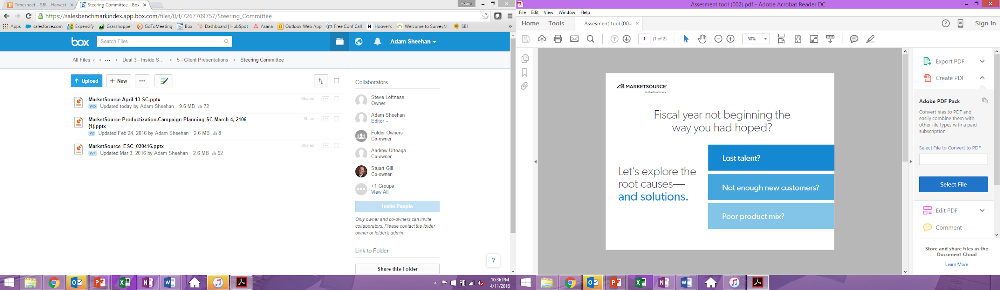 Timesheet – SBI – Harvest
Steering Committee - Box
Adam
https://salesbenchmarkindex.app.box.com/files/0/f/7267709757/Steering_Committee
Apps
salesforce.com
Expensify
Grasshopper
GoToMeeting
Box
Dashboard | HubSpot
Asana
Outlook Web App
Free Conf Call
Hoover's
Welcome to SurveyM
SBI
»
box
Search Files
Adam Sheehan
All Files > ... > Deal 3 - Inside S... > 5 - Client Presentations > Steering Committee
Upload
+ New
...
MarketSource April 13 SC.pptx
Shared
V45 Updated today by Adam Sheehan 9.6 MB 72
MarketSource Productization-Campaign Planning SC March 4, 2106
(1).pptx
Share
V2 Updated Feb 24, 2016 by Adam Sheehan 2.6 MB 8
MarketSource_ESC_030416.pptx
Shared
V74 Updated Mar 3, 2016 by Adam Sheehan 2.6 MB 92
Collaborators
Steve Loftness
Owner
Adam Sheehan
Editor
Folder Owners
Co-owner
Andrew Urteaga
Co-owner
Stuart Gill
Co-owner
+1 Groups
View All
Invite People
Only owner and co-owners can invite
collaborators. Please contact the folder
owner or folder's admin.
Link to Folder
Share this Folder
?
10:36 PM
4/11/2016
Assesment tool (002).pdf - Adobe Acrobat Reader DC
File Edit View Window Help
Home
Tools
Assesment tool (00... ×
Sign In
1 (1 of 2)
50%
MARKETSOURCE
An Allegis Group Company
Fiscal year not beginning the
way you had hoped?
Let's explore the
root causes—
and solutions.
Lost talent?
Not enough new customers?
Poor product mix?
Export PDF
Create PDF
Adobe PDF Pack
Convert files to PDF and
easily combine them with
other file types with a paid
subscription
Select File to Convert to PDF
Select File
Edit PDF
Comment
Store and share files in the
Document Cloud
Learn More